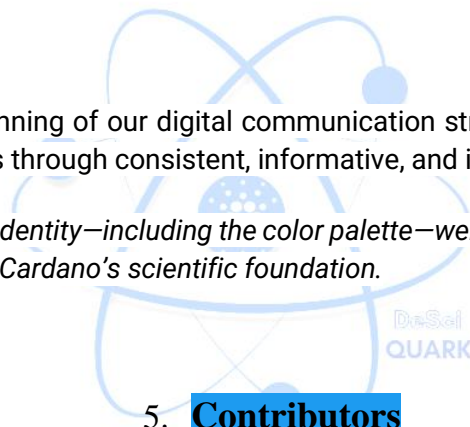 nning of our digital communication str
s through consistent, informative, and i
dentity—including the color palette—we
Cardano’s scientific foundation.
DeSci
QUARK
5. Contributors